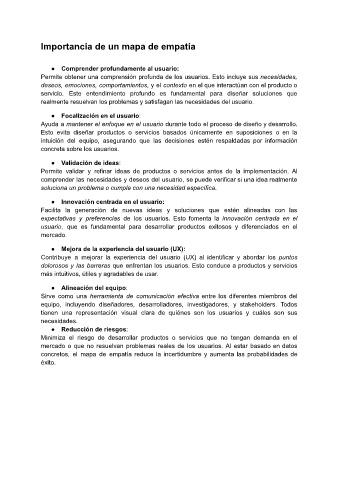 Importancia de un mapa de empatía
● Comprender profundamente al usuario:
Permite obtener una comprensión profunda de los usuarios. Esto incluye sus necesidades,
deseos, emociones, comportamientos, y el contexto en el que interactúan con el producto o
servicio. Este entendimiento profundo es fundamental para diseñar soluciones que
realmente resuelvan los problemas y satisfagan las necesidades del usuario.
● Focalización en el usuario:
Ayuda a mantener el enfoque en el usuario durante todo el proceso de diseño y desarrollo.
Esto evita diseñar productos o servicios basados únicamente en suposiciones o en la
intuición del equipo, asegurando que las decisiones estén respaldadas por información
concreta sobre los usuarios.
● Validación de ideas:
Permite validar y refinar ideas de productos o servicios antes de la implementación. Al
comprender las necesidades y deseos del usuario, se puede verificar si una idea realmente
soluciona un problema o cumple con una necesidad específica.
● Innovación centrada en el usuario:
Facilita la generación de nuevas ideas y soluciones que estén alineadas con las
expectativas y preferencias de los usuarios. Esto fomenta la innovación centrada en el
usuario, que es fundamental para desarrollar productos exitosos y diferenciados en el
mercado.
● Mejora de la experiencia del usuario (UX):
Contribuye a mejorar la experiencia del usuario (UX) al identificar y abordar los puntos
dolorosos y las barreras que enfrentan los usuarios. Esto conduce a productos y servicios
más intuitivos, útiles y agradables de usar.
● Alineación del equipo:
Sirve como una herramienta de comunicación efectiva entre los diferentes miembros del
equipo, incluyendo diseñadores, desarrolladores, investigadores, y stakeholders. Todos
tienen una representación visual clara de quiénes son los usuarios y cuáles son sus
necesidades.
● Reducción de riesgos:
Minimiza el riesgo de desarrollar productos o servicios que no tengan demanda en el
mercado o que no resuelvan problemas reales de los usuarios. Al estar basado en datos
concretos, el mapa de empatía reduce la incertidumbre y aumenta las probabilidades de
éxito.